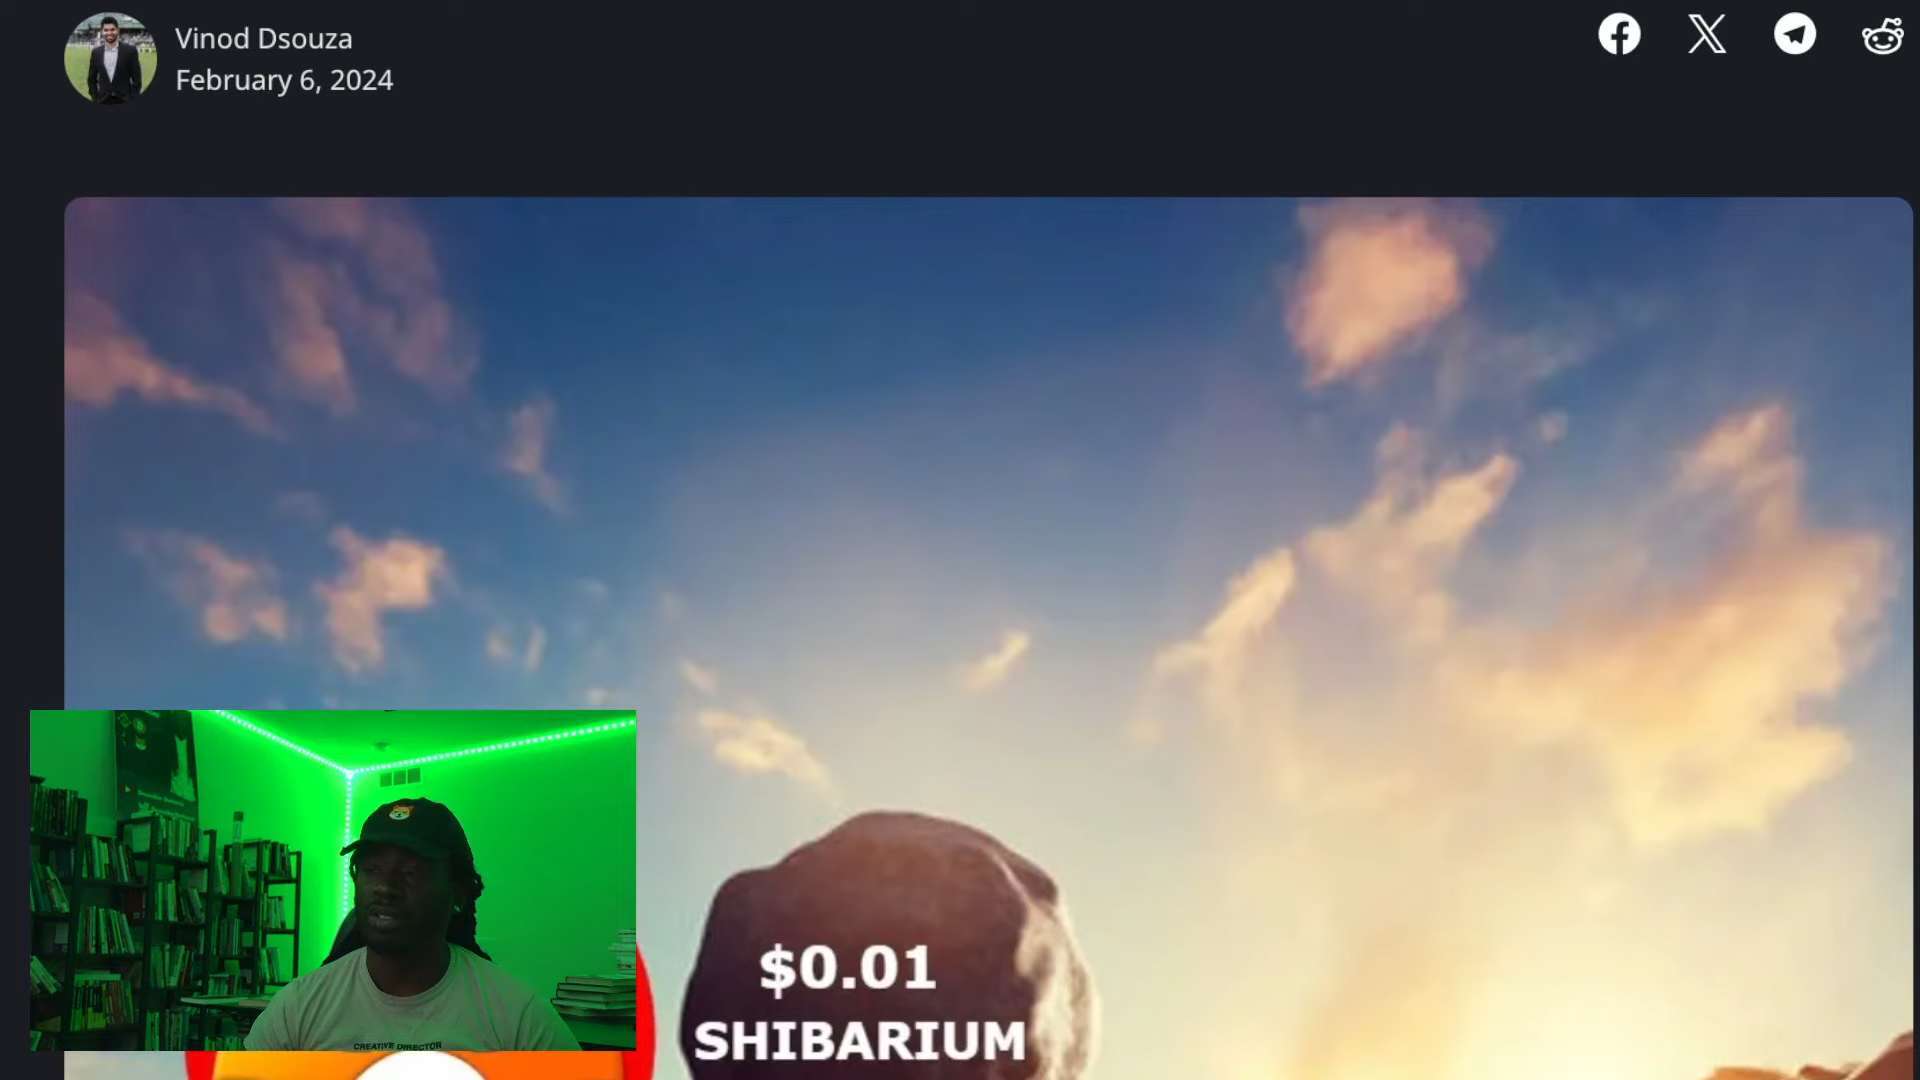 Vinod Dsouza
February 6, 2024
$0.01
SHIBARIUM
CREATIVE DIRECTOR